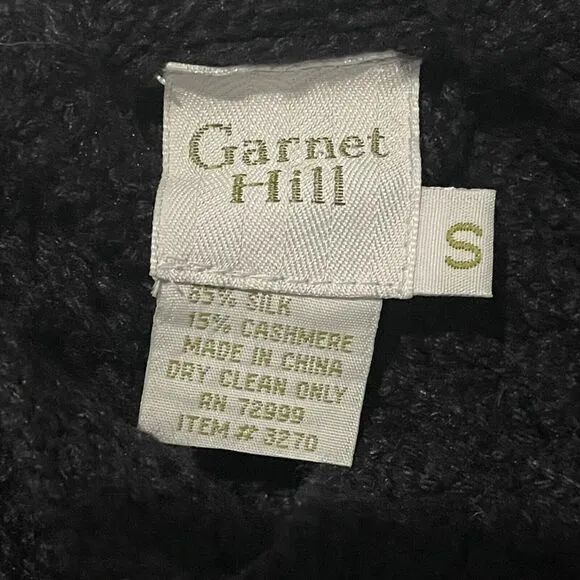 Garnet
Hill
S
85% SILK
15% CASHMERE
MADE IN CHINA
DRY CLEAN ONLY
RN 72999
ITEM # 3270